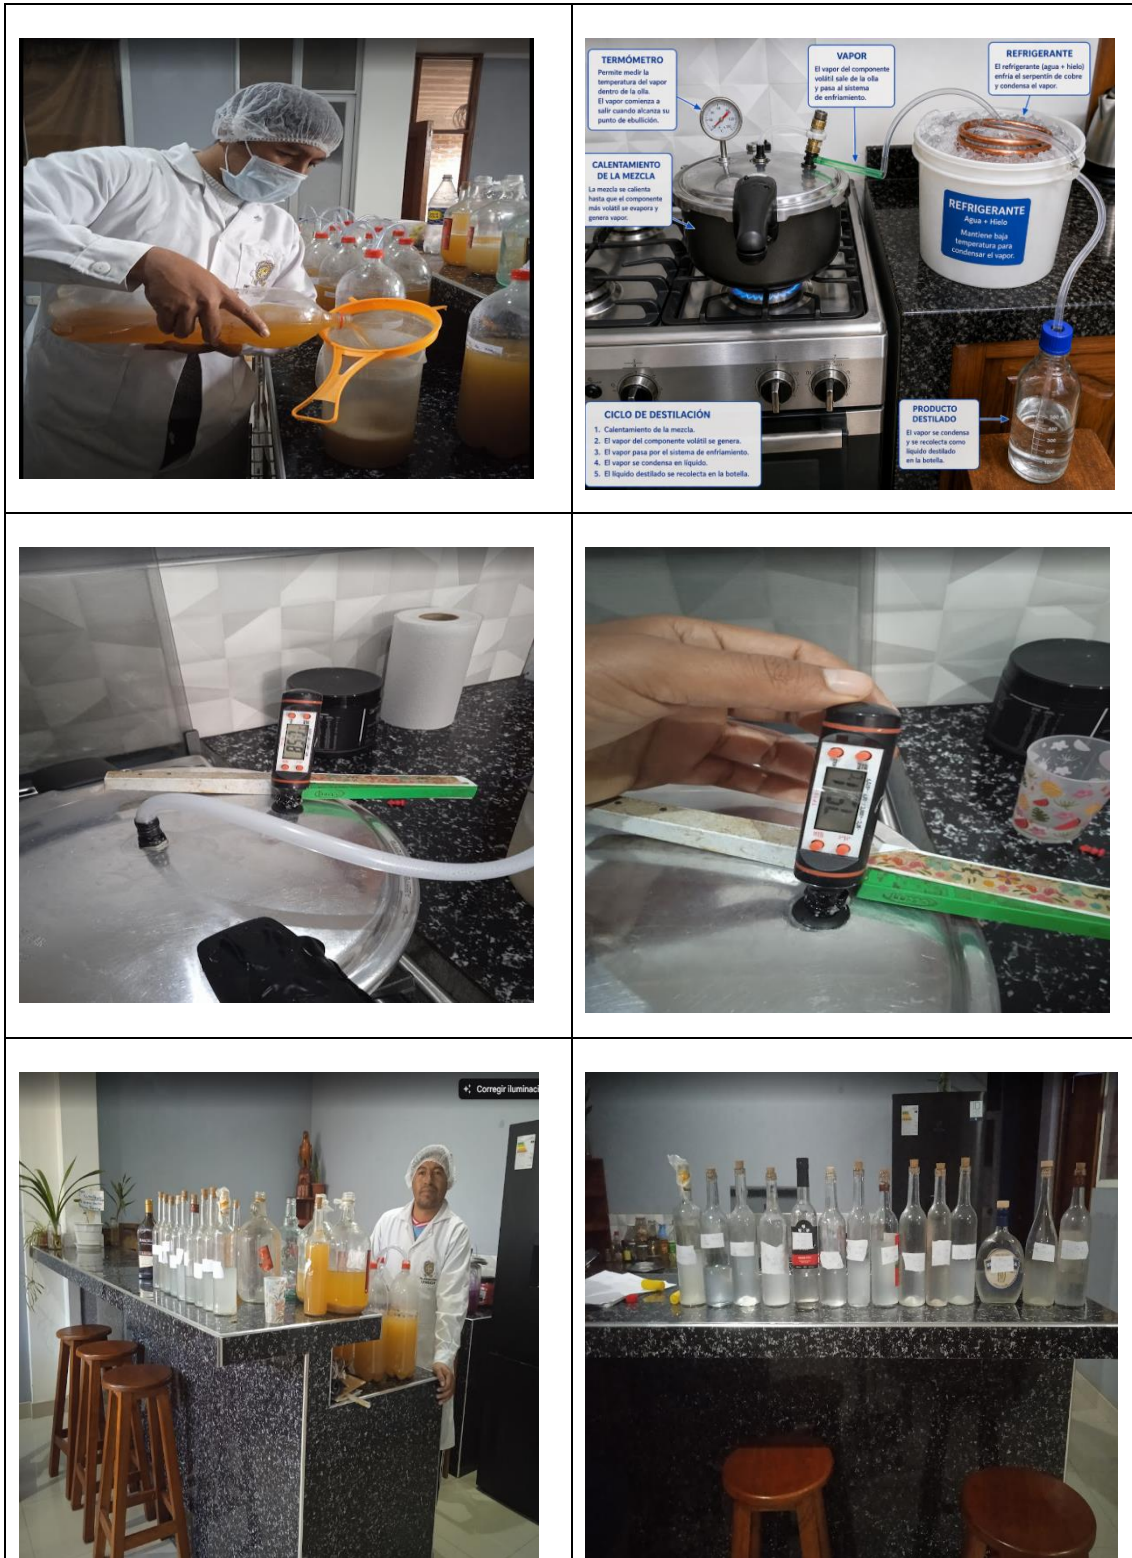 TERMÓMETRO
Permite medir la
temperatura del vapor
dentro de la olla.
El vapor comienza a
salir cuando alcanza su
punto de ebullición.
VAPOR
El vapor del componente
volátil sale de la olla
y pasa al sistema
de enfriamiento.
REFRIGERANTE
El refrigerante (agua + hielo)
enfría el serpentín de cobre
y condensa el vapor.
CALENTAMIENTO
DE LA MEZCLA
La mezcla se calienta
hasta que el componente
más volátil se evapora y
genera vapor.
REFRIGERANTE
Agua + Hielo
Mantiene baja
temperatura para
condensar el vapor.
CICLO DE DESTILACIÓN
1. Calentamiento de la mezcla.
2. El vapor del componente volátil se genera.
3. El vapor pasa por el sistema de enfriamiento.
4. El vapor se condensa en líquido.
5. El líquido destilado se recolecta en la botella.
PRODUCTO
DESTILADO
El vapor se condensa
y se recolecta como
líquido destilado
en la botella.
Corregir iluminaci